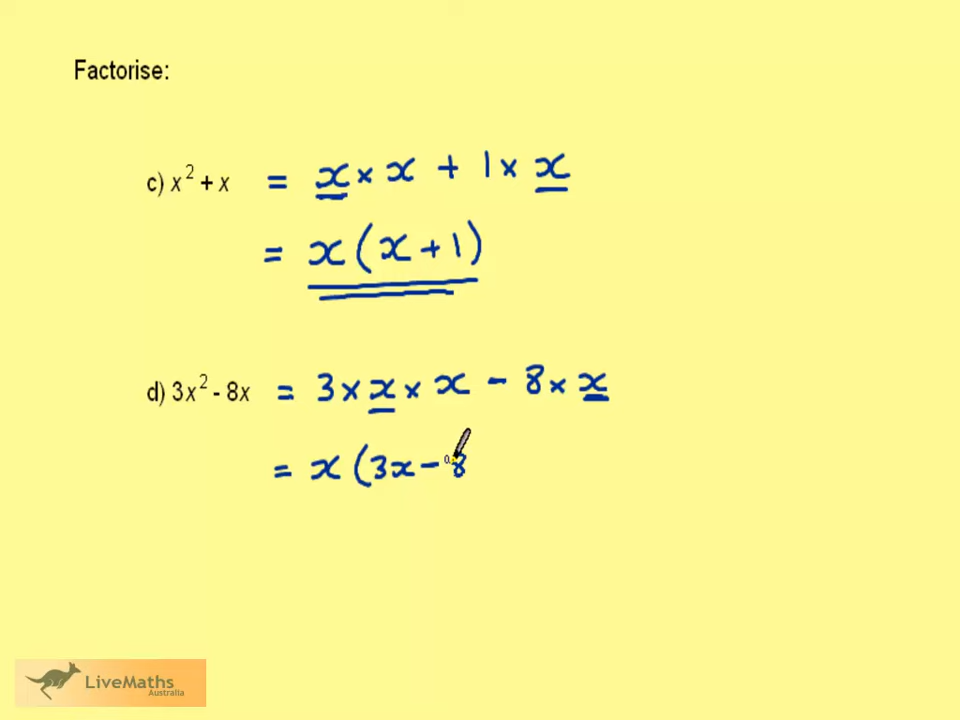 Factorise:
c) x² + x = x × x + 1 × x
= x (x + 1)
d) 3x² - 8x = 3 × x × x - 8 × x
= x (3x - 8
LiveMaths
Australia